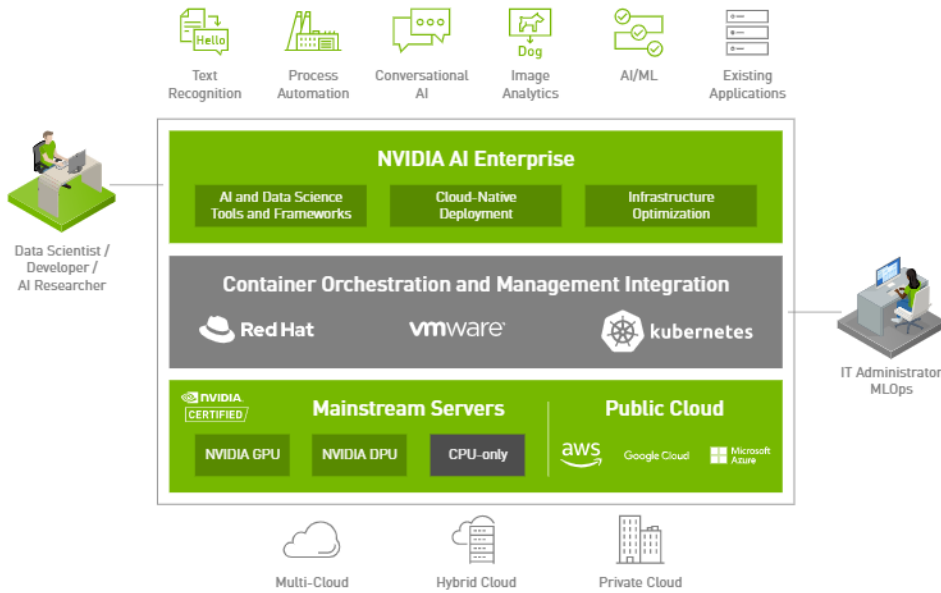 Hello
Dog
Text
Recognition
Process
Automation
Conversational
AI
Image
Analytics
AI/ML
Existing
Applications
NVIDIA AI Enterprise
AI and Data Science
Tools and Frameworks
Cloud-Native
Deployment
Infrastructure
Optimization
Data Scientist /
Developer /
AI Researcher
Container Orchestration and Management Integration
Red Hat
vmware
kubernetes
IT Administrator
MLOps
NVIDIA.
CERTIFIED
Mainstream Servers
NVIDIA GPU
NVIDIA DPU
CPU-only
Public Cloud
aws
Google Cloud
Microsoft
Azure
Multi-Cloud
Hybrid Cloud
Private Cloud